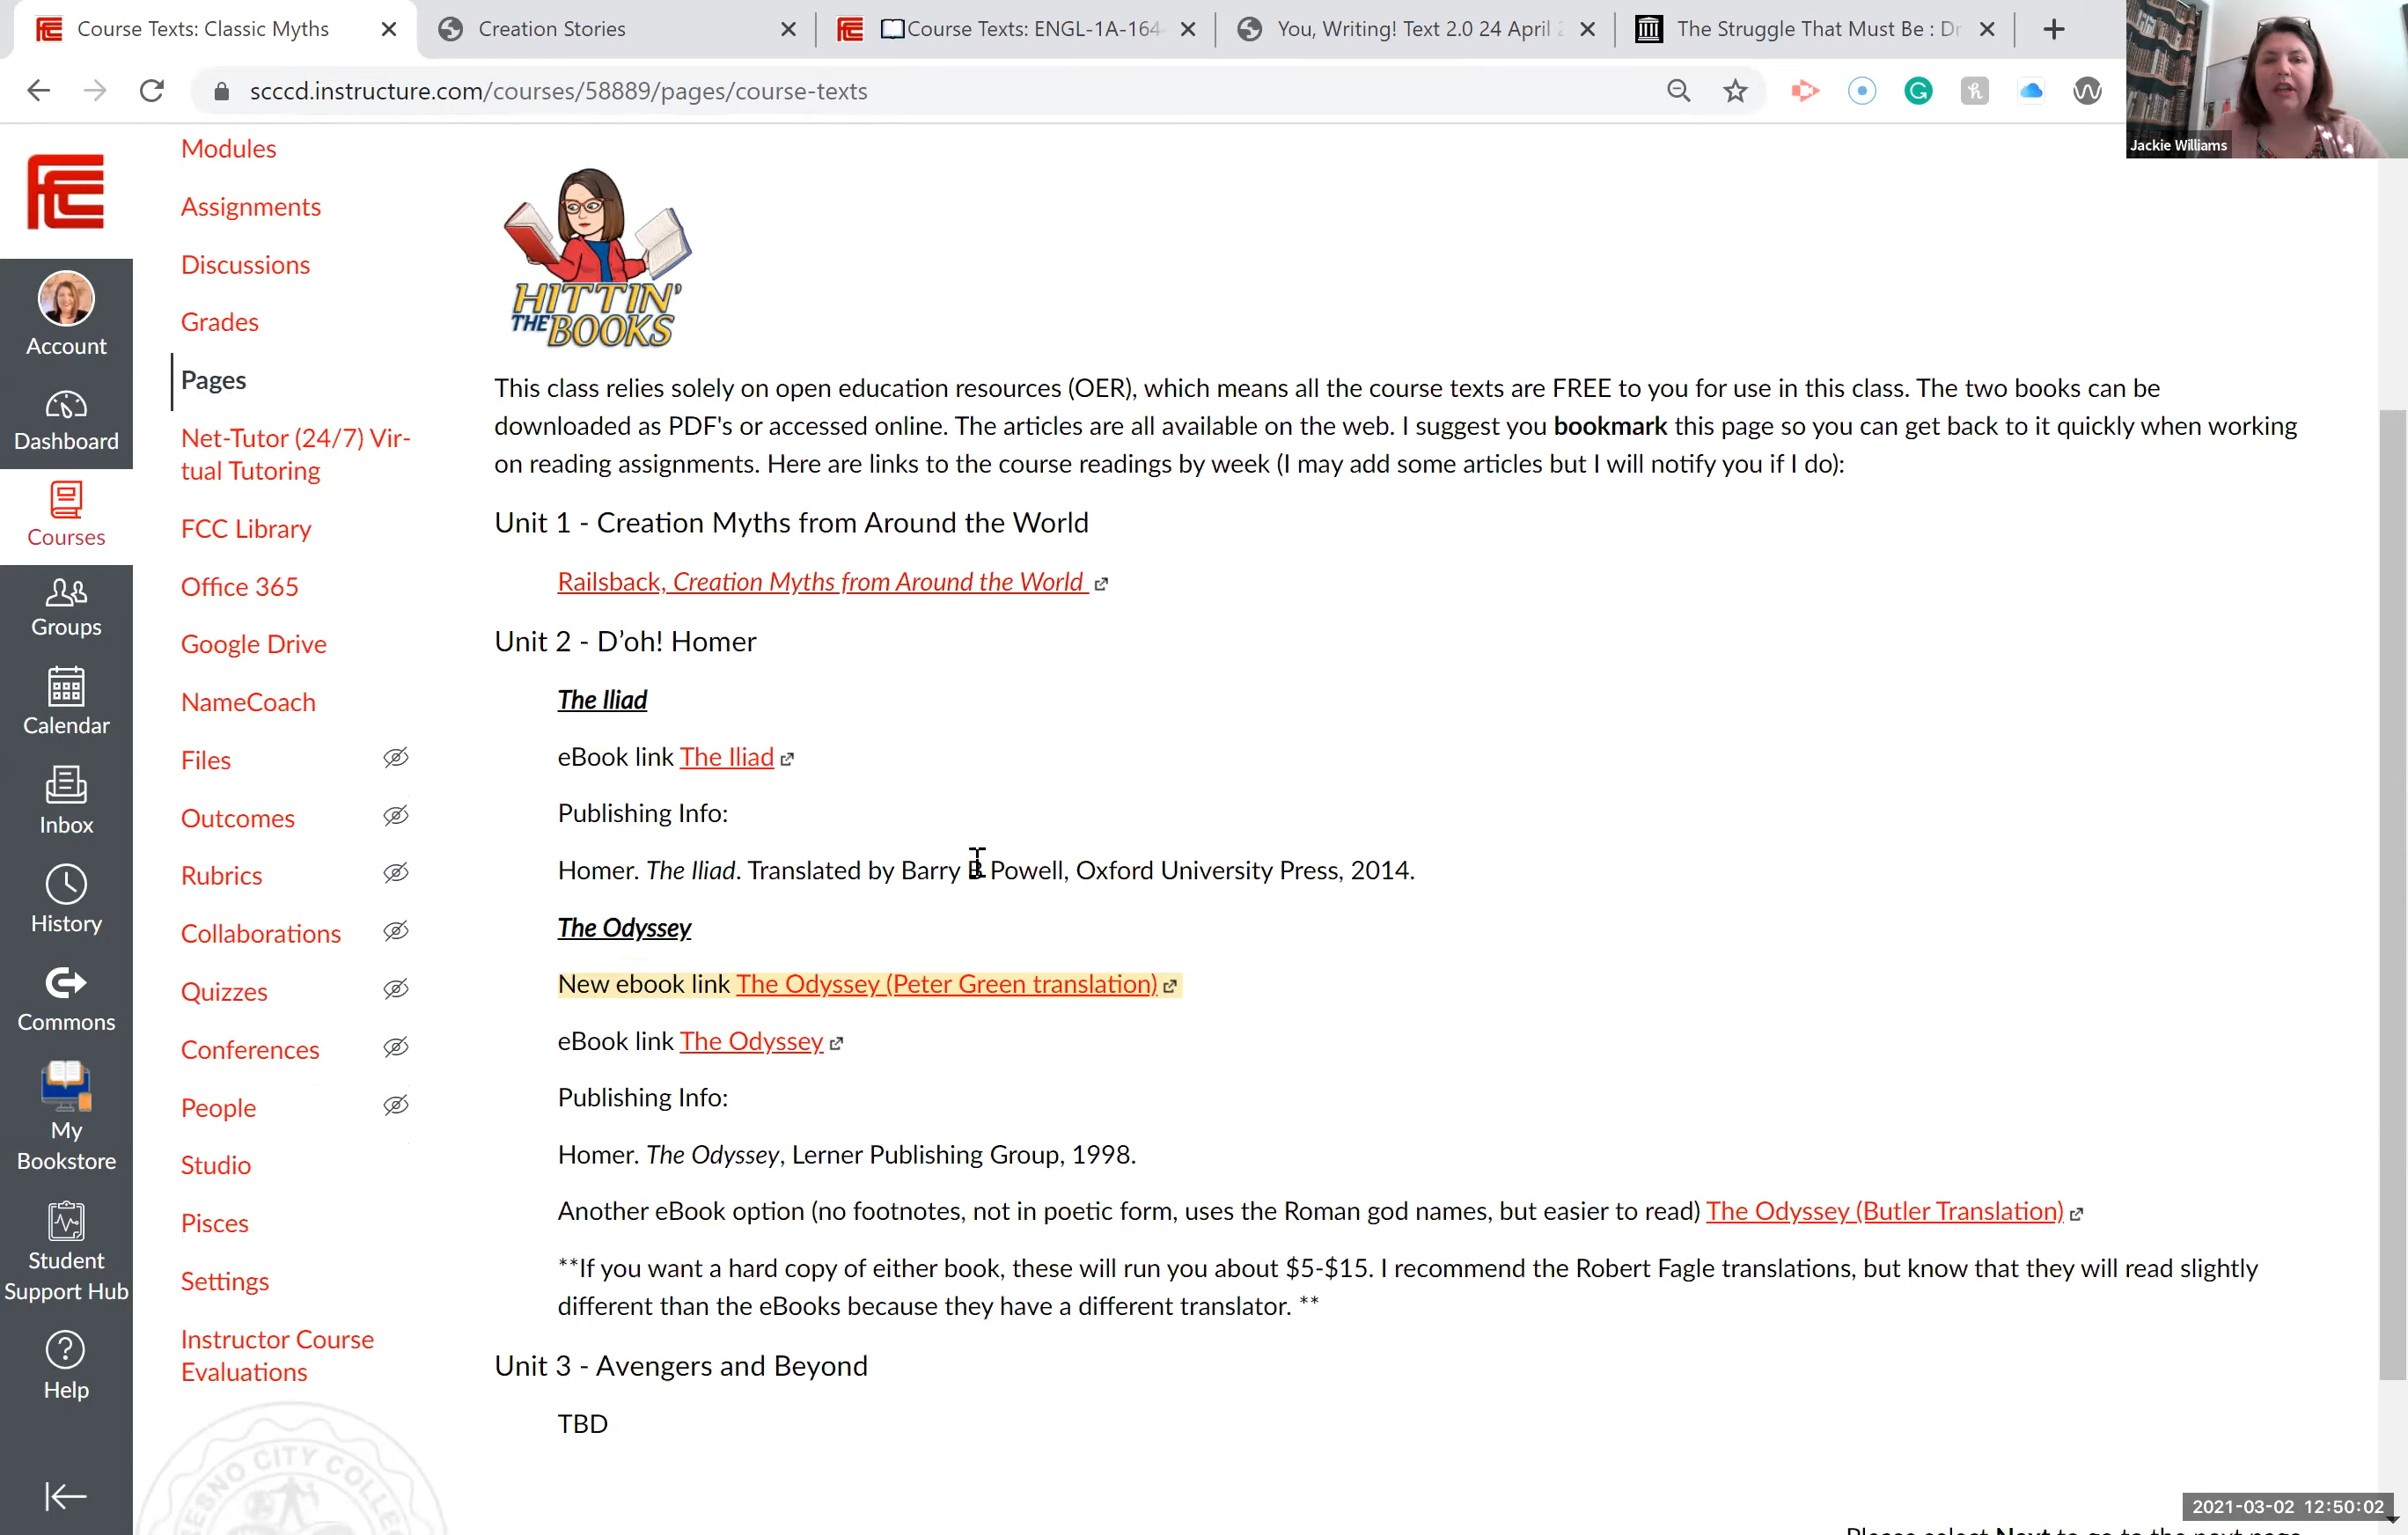 Course Texts: Classic Myths
Creation Stories
Course Texts: ENGL-1A-164
You, Writing! Text 2.0 24 April
The Struggle That Must Be : Dr
scccd.instructure.com/courses/58889/pages/course-texts
Jackie Williams
FCC
Account
Dashboard
Courses
Groups
Calendar
Inbox
History
Commons
My
Bookstore
Student
Support Hub
Help
Modules
Assignments
Discussions
Grades
Pages
Net-Tutor (24/7) Vir-
tual Tutoring
FCC Library
Office 365
Google Drive
NameCoach
Files
Outcomes
Rubrics
Collaborations
Quizzes
Conferences
People
Studio
Pisces
Settings
Instructor Course
Evaluations
HITTIN'
THE BOOKS
This class relies solely on open education resources (OER), which means all the course texts are FREE to you for use in this class. The two books can be
downloaded as PDF's or accessed online. The articles are all available on the web. I suggest you bookmark this page so you can get back to it quickly when working
on reading assignments. Here are links to the course readings by week (I may add some articles but I will notify you if I do):
Unit 1 - Creation Myths from Around the World
Railsback, Creation Myths from Around the World
Unit 2 - D’oh! Homer
The Iliad
eBook link The Iliad
Publishing Info:
Homer. The Iliad. Translated by Barry B Powell, Oxford University Press, 2014.
The Odyssey
New ebook link The Odyssey (Peter Green translation)
eBook link The Odyssey
Publishing Info:
Homer. The Odyssey, Lerner Publishing Group, 1998.
Another eBook option (no footnotes, not in poetic form, uses the Roman god names, but easier to read) The Odyssey (Butler Translation)
**If you want a hard copy of either book, these will run you about $5-$15. I recommend the Robert Fagle translations, but know that they will read slightly
different than the eBooks because they have a different translator. **
Unit 3 - Avengers and Beyond
TBD
CITY
2021-03-02 12:50:02
Please select Next to go to the next page